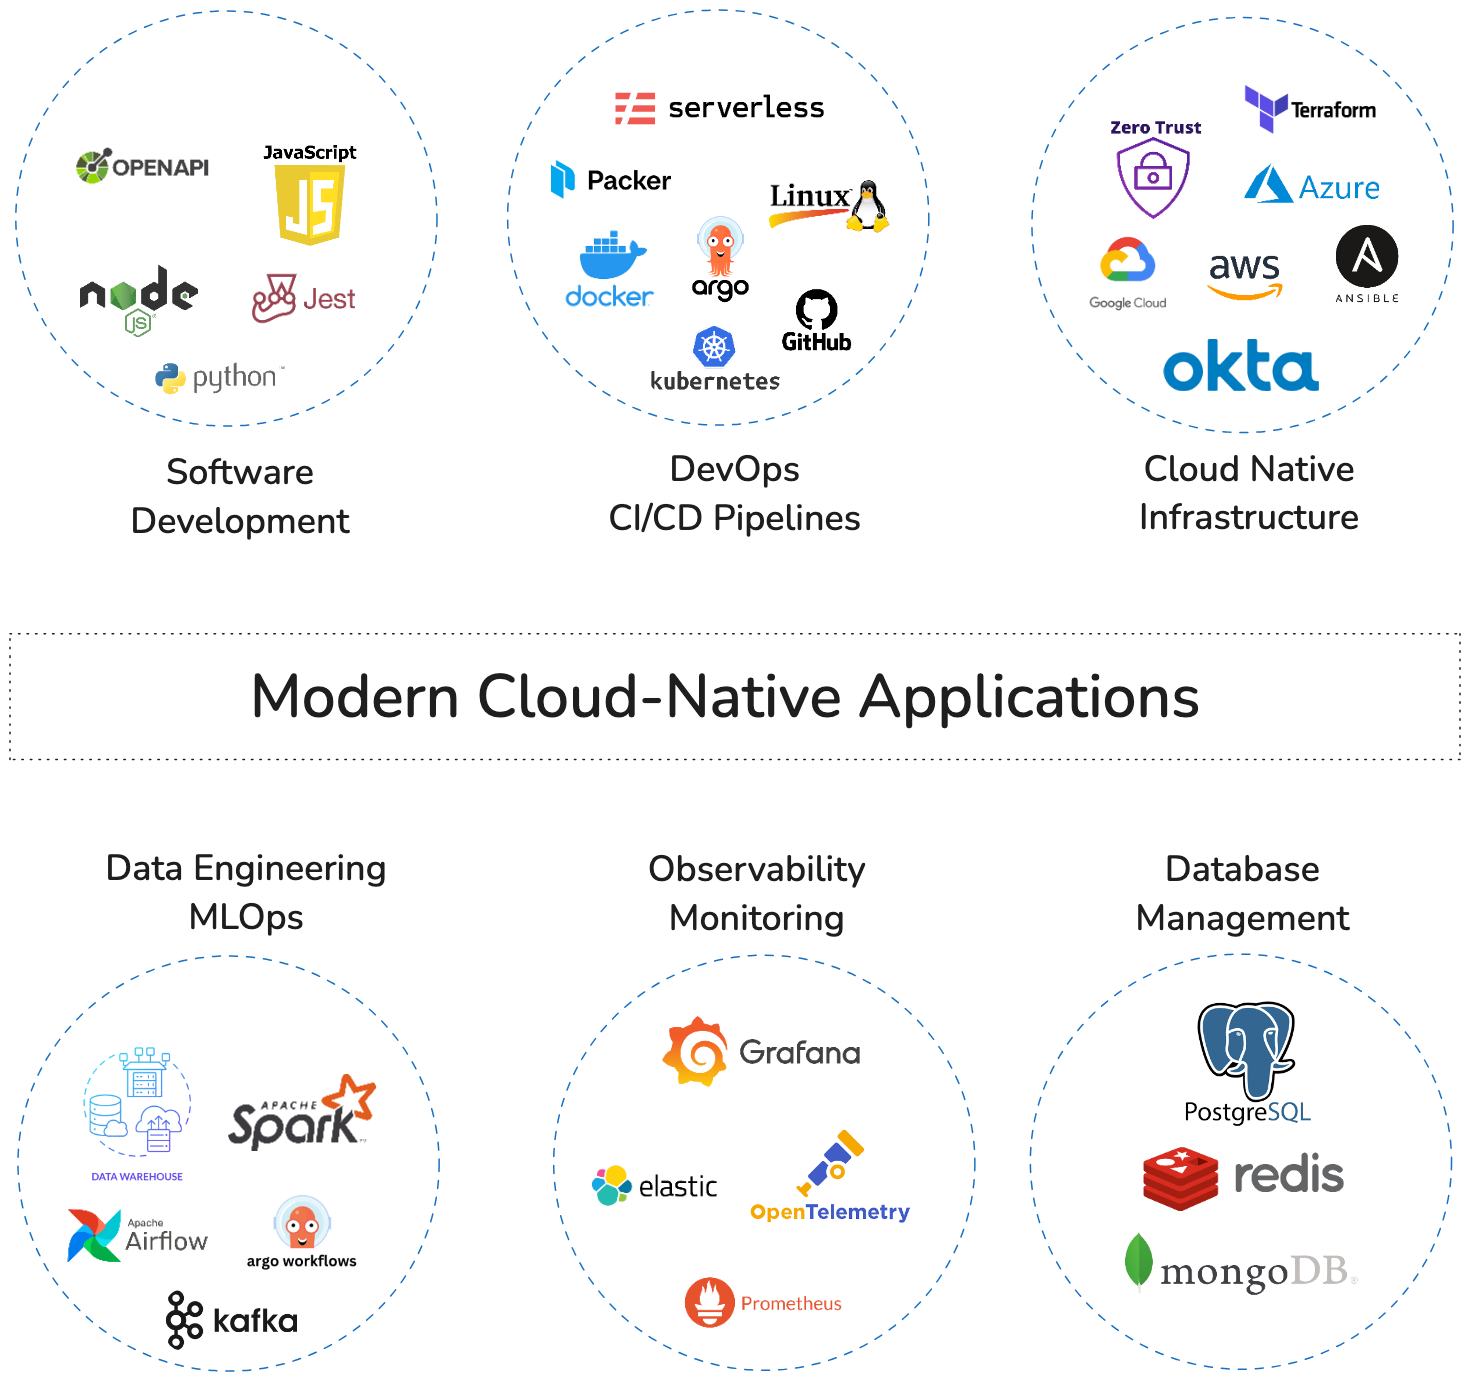 OPENAPI
JavaScript
JS
node
JS
Jest
python
Software
Development
serverless
Packer
Linux
docker
argo
GitHub
kubernetes
DevOps
CI/CD Pipelines
Terraform
Zero Trust
Azure
Google Cloud
aws
ANSIBLE
okta
Cloud Native
Infrastructure
Modern Cloud-Native Applications
Data Engineering
MLOps
DATA WAREHOUSE
APACHE
Spark
Apache
Airflow
argo workflows
kafka
Observability
Monitoring
Grafana
elastic
OpenTelemetry
Prometheus
Database
Management
PostgreSQL
redis
mongoDB